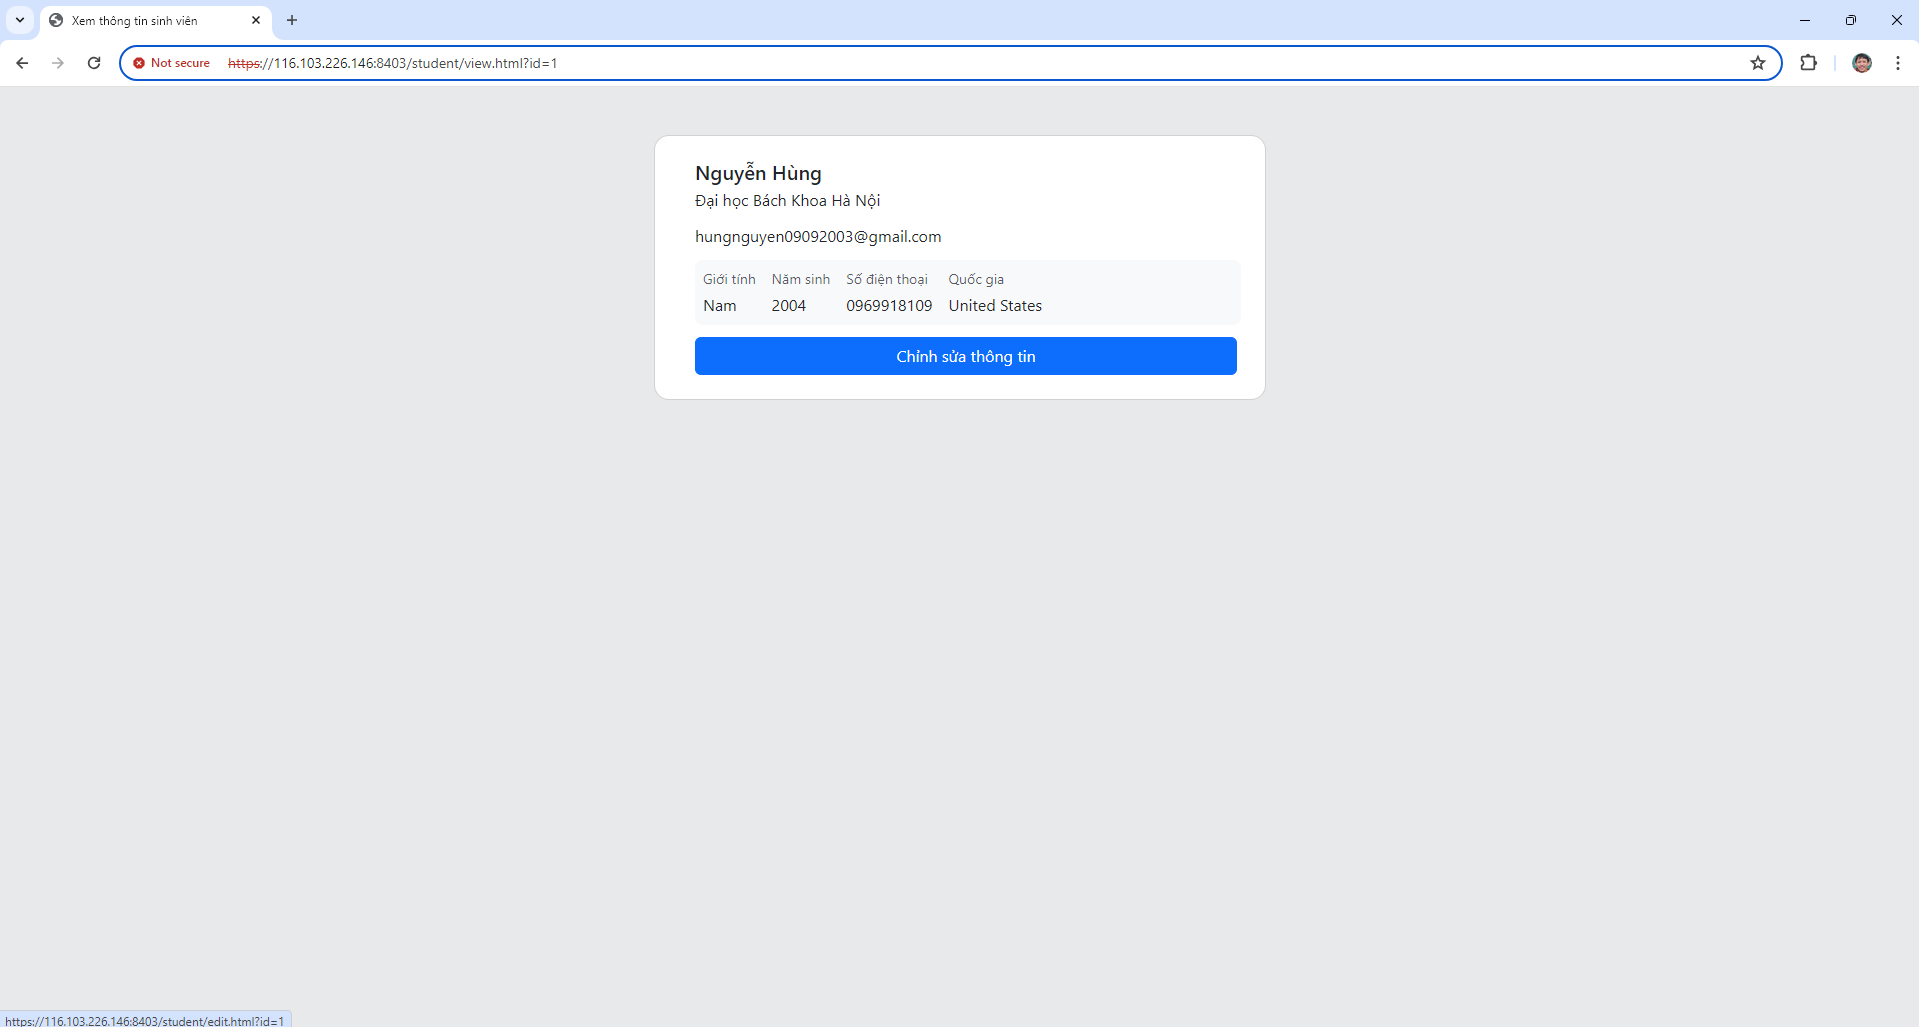 Xem thông tin sinh viên
Not secure https://116.103.226.146:8403/student/view.html?id=1
Nguyễn Hùng
Đại học Bách Khoa Hà Nội
hungnguyen09092003@gmail.com
Giới tính Năm sinh Số điện thoại Quốc gia
Nam 2004 0969918109 United States
Chỉnh sửa thông tin
https://116.103.226.146:8403/student/edit.html?id=1